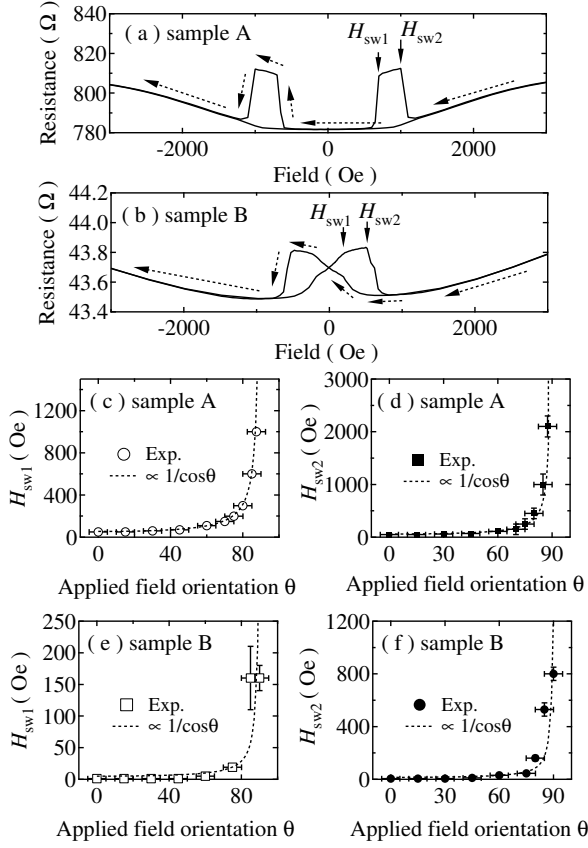 ( a ) sample A
H_sw1 H_sw2
Resistance ( Ω )
840
820
800
780
-2000 0 2000
Field ( Oe )
( b ) sample B
H_sw1 H_sw2
Resistance ( Ω )
44.2
44.0
43.8
43.6
43.4
-2000 0 2000
Field ( Oe )
( c ) sample A
H_sw1 ( Oe )
1200
800
400
0
Exp.
∝ 1/cosθ
0 40 80
Applied field orientation θ
( d ) sample A
H_sw2 ( Oe )
3000
2000
1000
0
Exp.
∝ 1/cosθ
0 30 60 90
Applied field orientation θ
( e ) sample B
H_sw1 ( Oe )
250
200
150
100
50
0
Exp.
∝ 1/cosθ
0 40 80
Applied field orientation θ
( f ) sample B
H_sw2 ( Oe )
1200
800
400
0
Exp.
∝ 1/cosθ
0 30 60 90
Applied field orientation θ